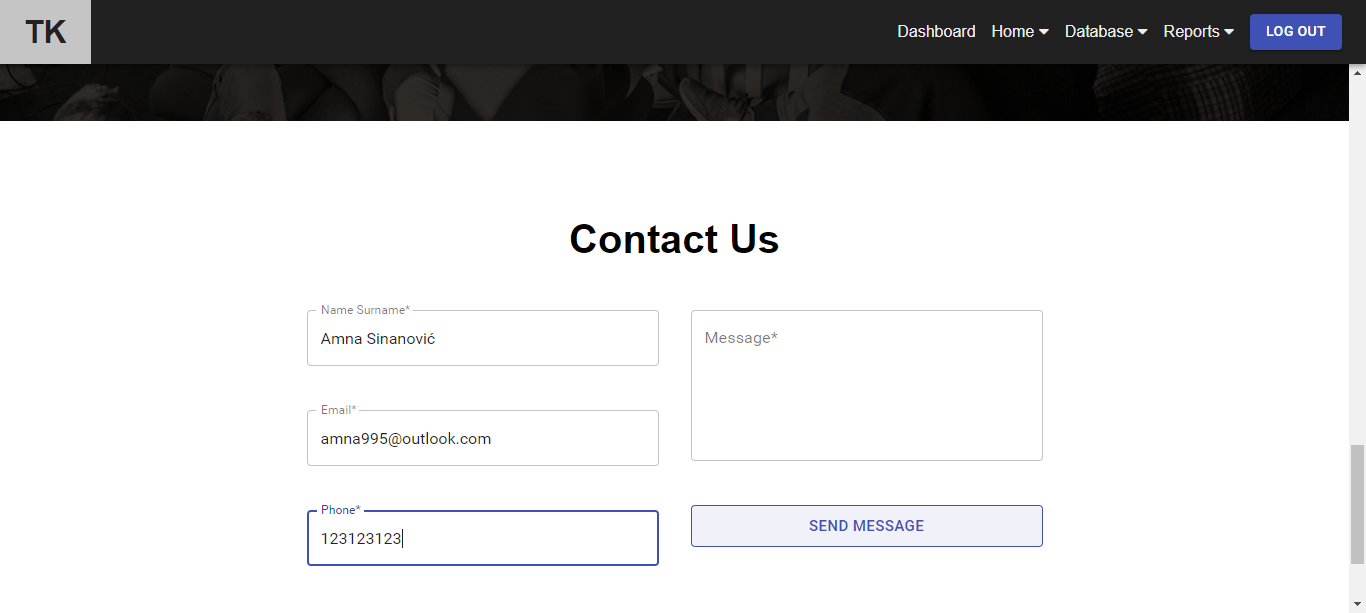 TK
Dashboard Home Database Reports LOG OUT
Contact Us
Name Surname*
Amna Sinanović
Email*
amna995@outlook.com
Phone*
123123123
Message*
SEND MESSAGE